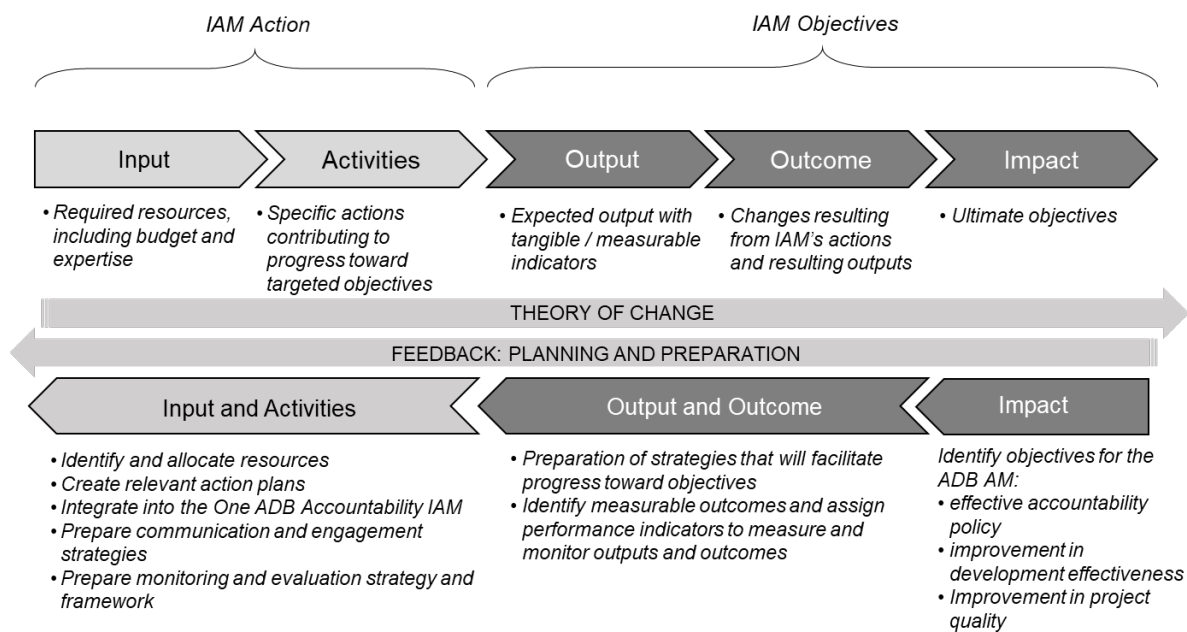 IAM Action
IAM Objectives
Input
Activities
Output
Outcome
Impact
• Required resources,
including budget and
expertise
• Specific actions
contributing to
progress toward
targeted objectives
• Expected output with
tangible / measurable
indicators
• Changes resulting
from IAM's actions
and resulting outputs
• Ultimate objectives
THEORY OF CHANGE
FEEDBACK: PLANNING AND PREPARATION
Input and Activities
Output and Outcome
Impact
• Identify and allocate resources
• Create relevant action plans
• Integrate into the One ADB Accountability IAM
• Prepare communication and engagement
strategies
• Prepare monitoring and evaluation strategy and
framework
• Preparation of strategies that will facilitate
progress toward objectives
• Identify measurable outcomes and assign
performance indicators to measure and
monitor outputs and outcomes
Identify objectives for the
ADB AM:
• effective accountability
policy
• improvement in
development effectiveness
• Improvement in project
quality